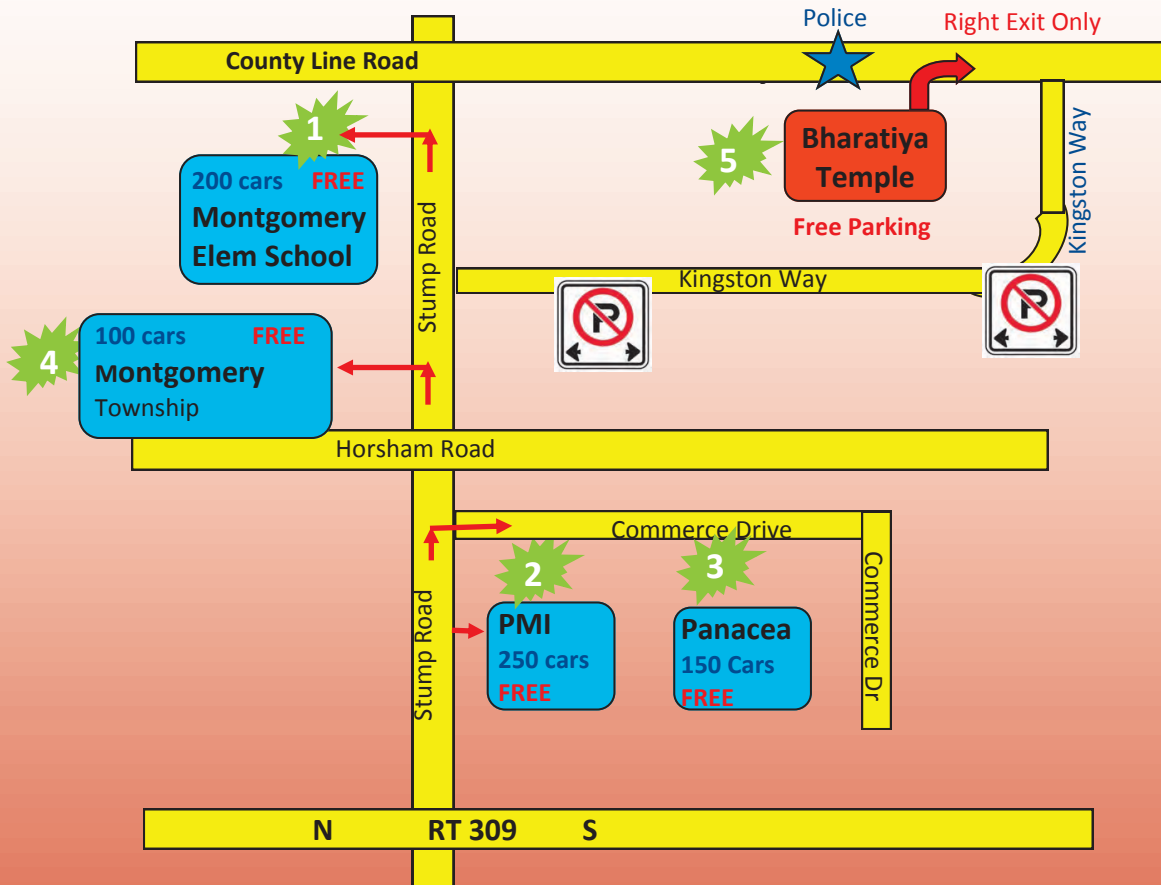 Police
Right Exit Only
County Line Road
1
200 cars FREE
Montgomery
Elem School
Stump Road
5
Bharatiya
Temple
Free Parking
Kingston Way
Kingston Way
P
P
4
100 cars FREE
Montgomery
Township
Horsham Road
Commerce Drive
2
3
PMI
250 cars
FREE
Panacea
150 Cars
FREE
Stump Road
Commerce Dr
N RT 309 S